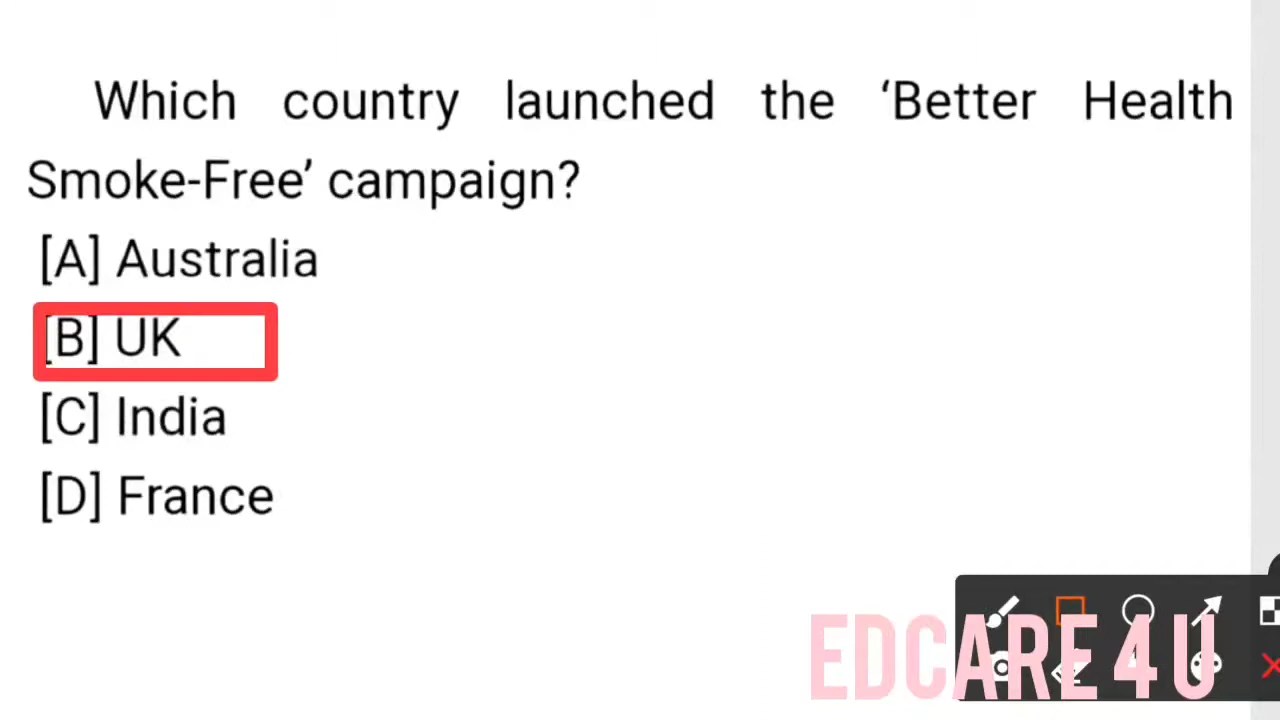 Which country launched the ‘Better Health
Smoke-Free’ campaign?
[A] Australia
[B] UK
[C] India
[D] France
EDCARE 4 U